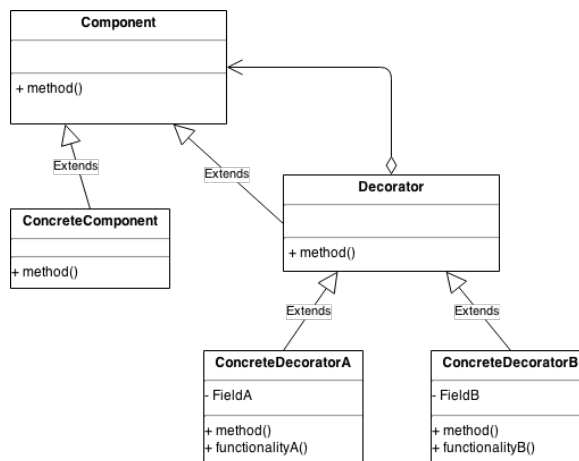 Component
+ method()
Extends
Extends
ConcreteComponent
+ method()
Decorator
+ method()
Extends
Extends
ConcreteDecoratorA
- FieldA
+ method()
+ functionalityA()
ConcreteDecoratorB
- FieldB
+ method()
+ functionalityB()